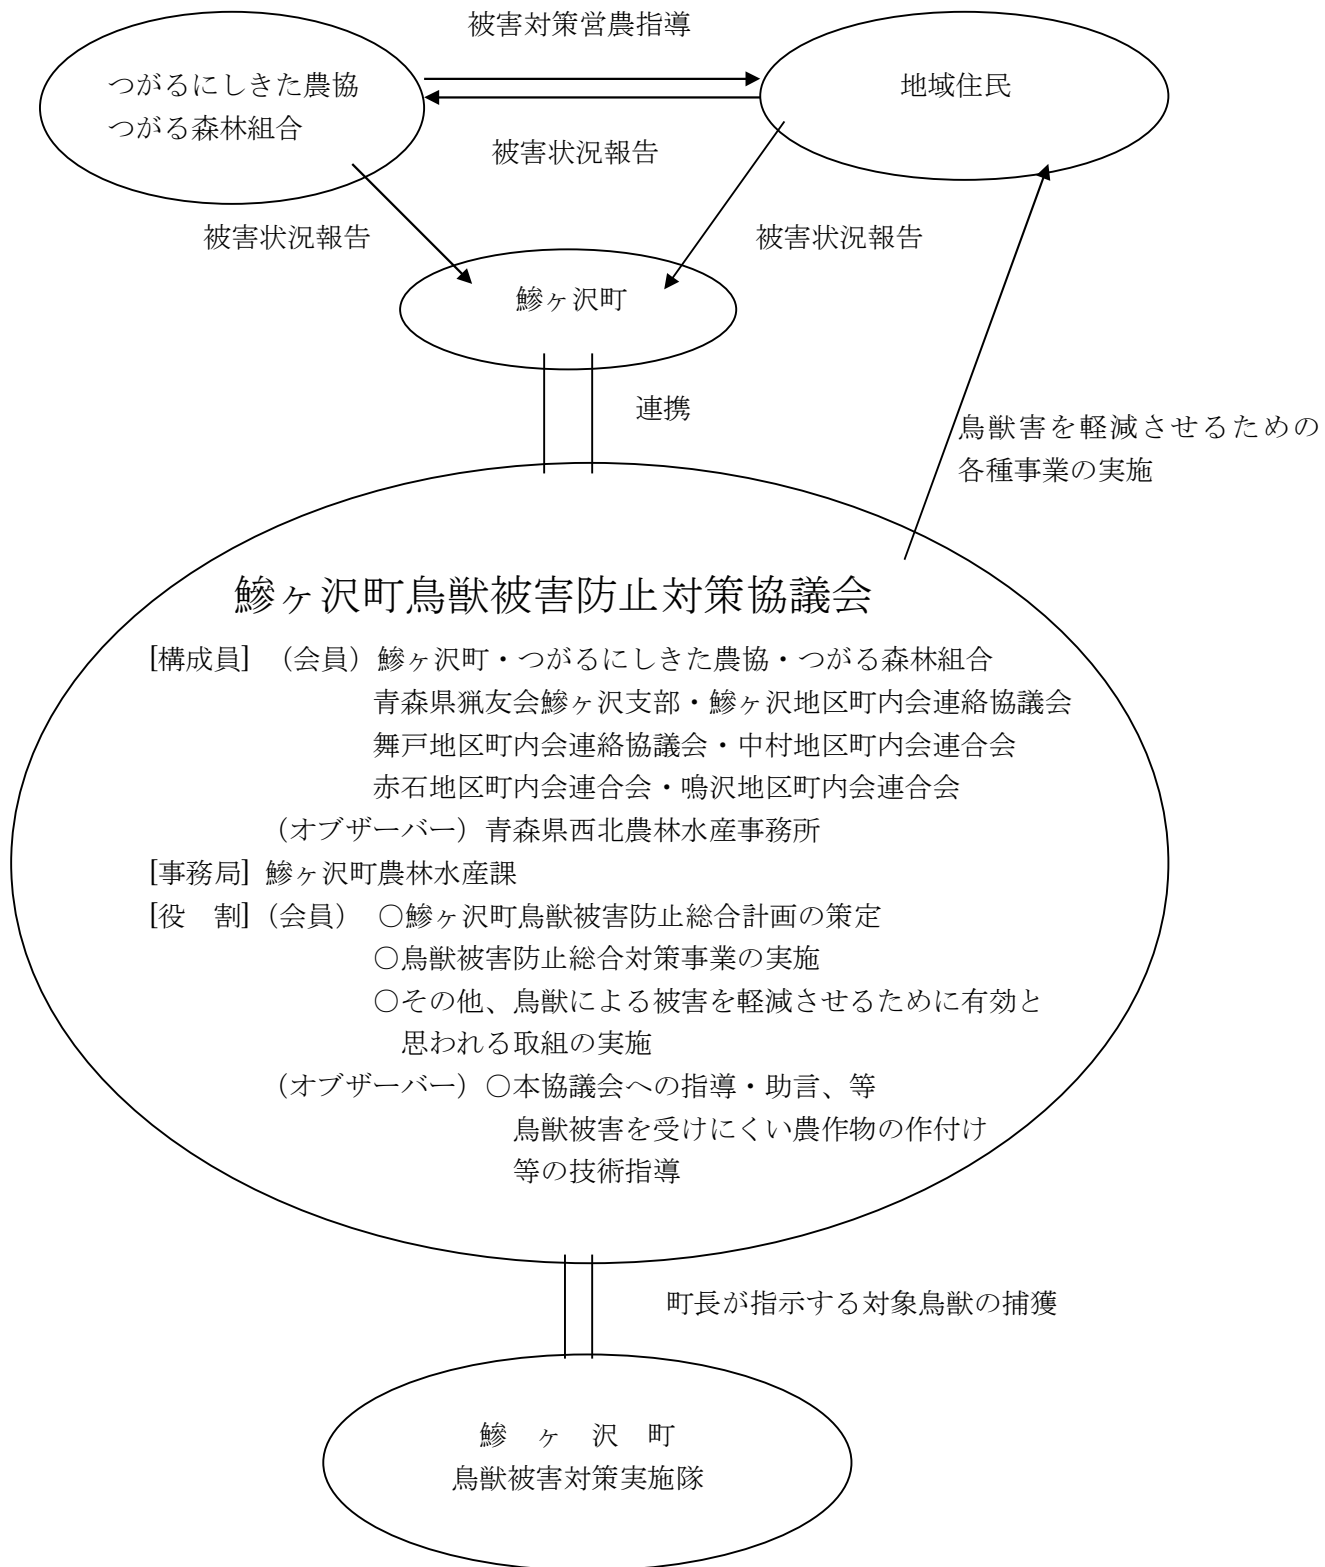 被害対策営農指導
つがるにしきた農協
つがる森林組合
地域住民
被害状況報告
被害状況報告
被害状況報告
鰺ヶ沢町
連携
鳥獣害を軽減させるための
各種事業の実施
鰺ヶ沢町鳥獣被害防止対策協議会
[構成員] （会員）鰺ヶ沢町・つがるにしきた農協・つがる森林組合
青森県猟友会鰺ヶ沢支部・鰺ヶ沢地区町内会連絡協議会
舞戸地区町内会連絡協議会・中村地区町内会連合会
赤石地区町内会連合会・鳴沢地区町内会連合会
（オブザーバー）青森県西北農林水産事務所
[事務局] 鰺ヶ沢町農林水産課
[役　割]（会員）　○鰺ヶ沢町鳥獣被害防止総合計画の策定
○鳥獣被害防止総合対策事業の実施
○その他、鳥獣による被害を軽減させるために有効と
思われる取組の実施
（オブザーバー）○本協議会への指導・助言、等
鳥獣被害を受けにくい農作物の作付け
等の技術指導
町長が指示する対象鳥獣の捕獲
鰺　ヶ　沢　町
鳥獣被害対策実施隊